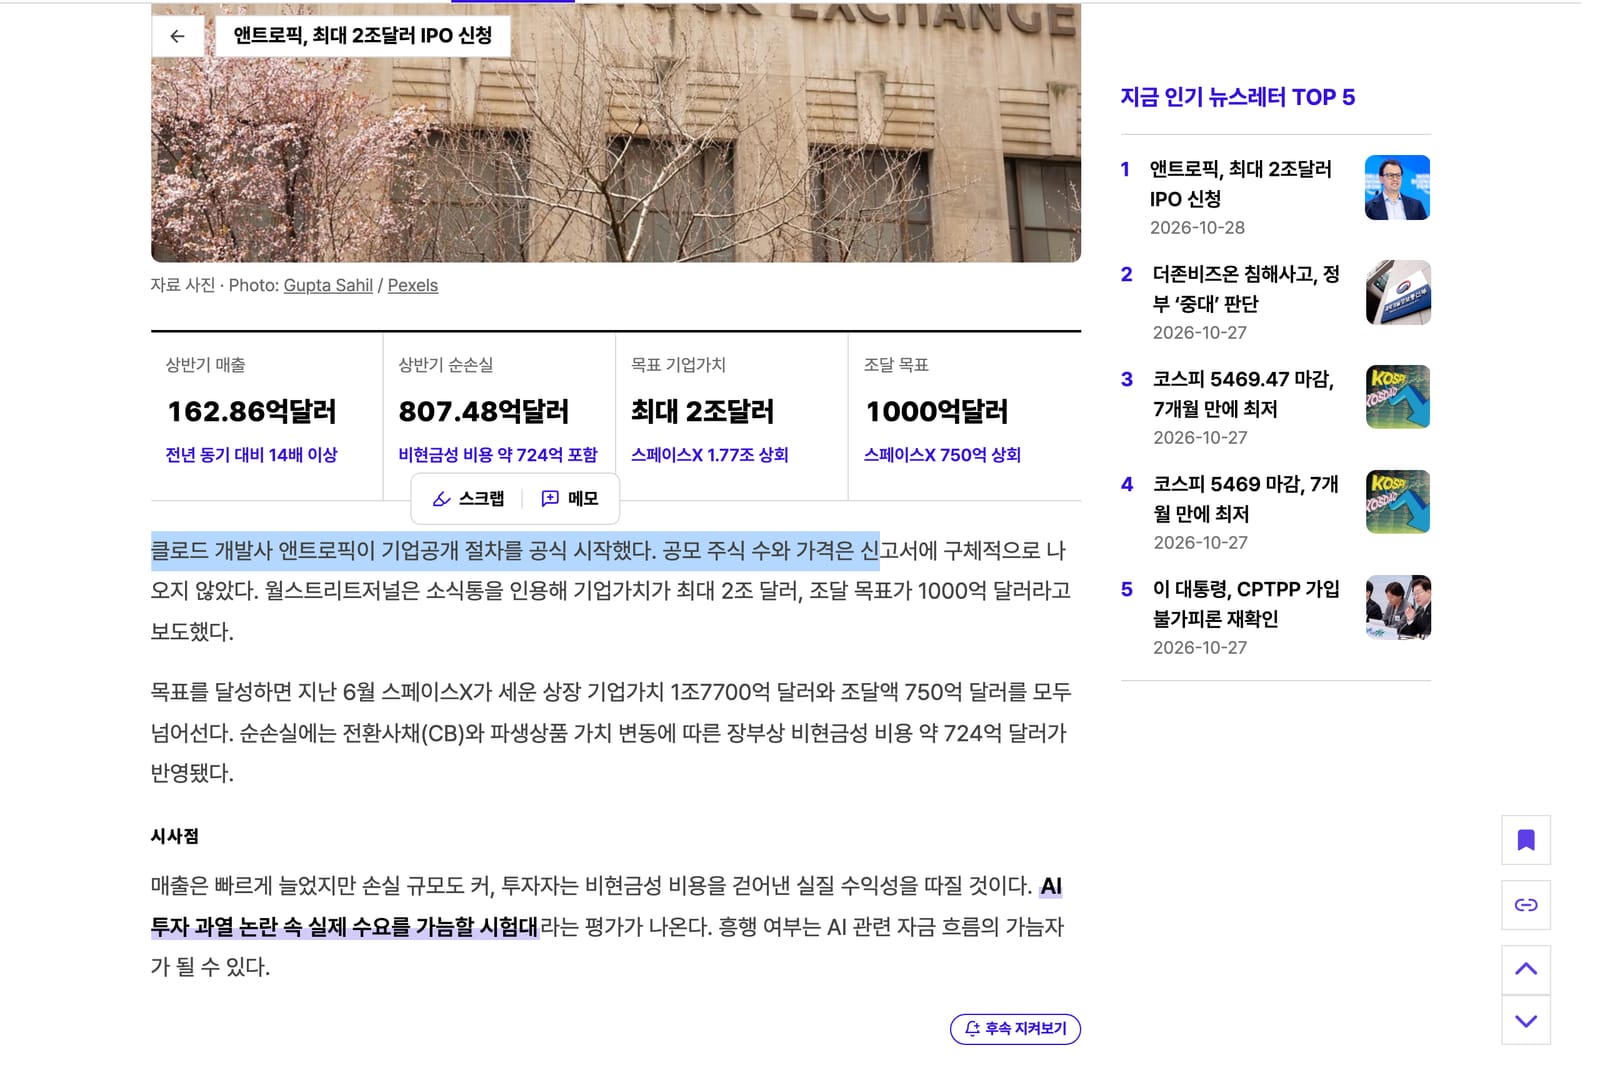 STOCK EXCHANGE
앤트로픽, 최대 2조달러 IPO 신청
자료 사진 · Photo: Gupta Sahil / Pexels
상반기 매출
162.86억달러
전년 동기 대비 14배 이상
상반기 순손실
807.48억달러
비현금성 비용 약 724억 포함
목표 기업가치
최대 2조달러
스페이스X 1.77조 상회
조달 목표
1000억달러
스페이스X 750억 상회
스크랩
메모
클로드 개발사 앤트로픽이 기업공개 절차를 공식 시작했다. 공모 주식 수와 가격은 신고서에 구체적으로 나
오지 않았다. 월스트리트저널은 소식통을 인용해 기업가치가 최대 2조 달러, 조달 목표가 1000억 달러라고
보도했다.
목표를 달성하면 지난 6월 스페이스X가 세운 상장 기업가치 1조7700억 달러와 조달액 750억 달러를 모두
넘어선다. 순손실에는 전환사채(CB)와 파생상품 가치 변동에 따른 장부상 비현금성 비용 약 724억 달러가
반영됐다.
시사점
매출은 빠르게 늘었지만 손실 규모도 커, 투자자는 비현금성 비용을 걷어낸 실질 수익성을 따질 것이다. AI
투자 과열 논란 속 실제 수요를 가늠할 시험대라는 평가가 나온다. 흥행 여부는 AI 관련 자금 흐름의 가늠자
가 될 수 있다.
후속 지켜보기
지금 인기 뉴스레터 TOP 5
1
앤트로픽, 최대 2조달러
IPO 신청
2026-10-28
2
더존비즈온 침해사고, 정
부 ‘중대’ 판단
2026-10-27
3
코스피 5469.47 마감,
7개월 만에 최저
2026-10-27
KOSPI
KOSDAQ
4
코스피 5469 마감, 7개
월 만에 최저
2026-10-27
KOSPI
KOSDAQ
5
이 대통령, CPTPP 가입
불가피론 재확인
2026-10-27